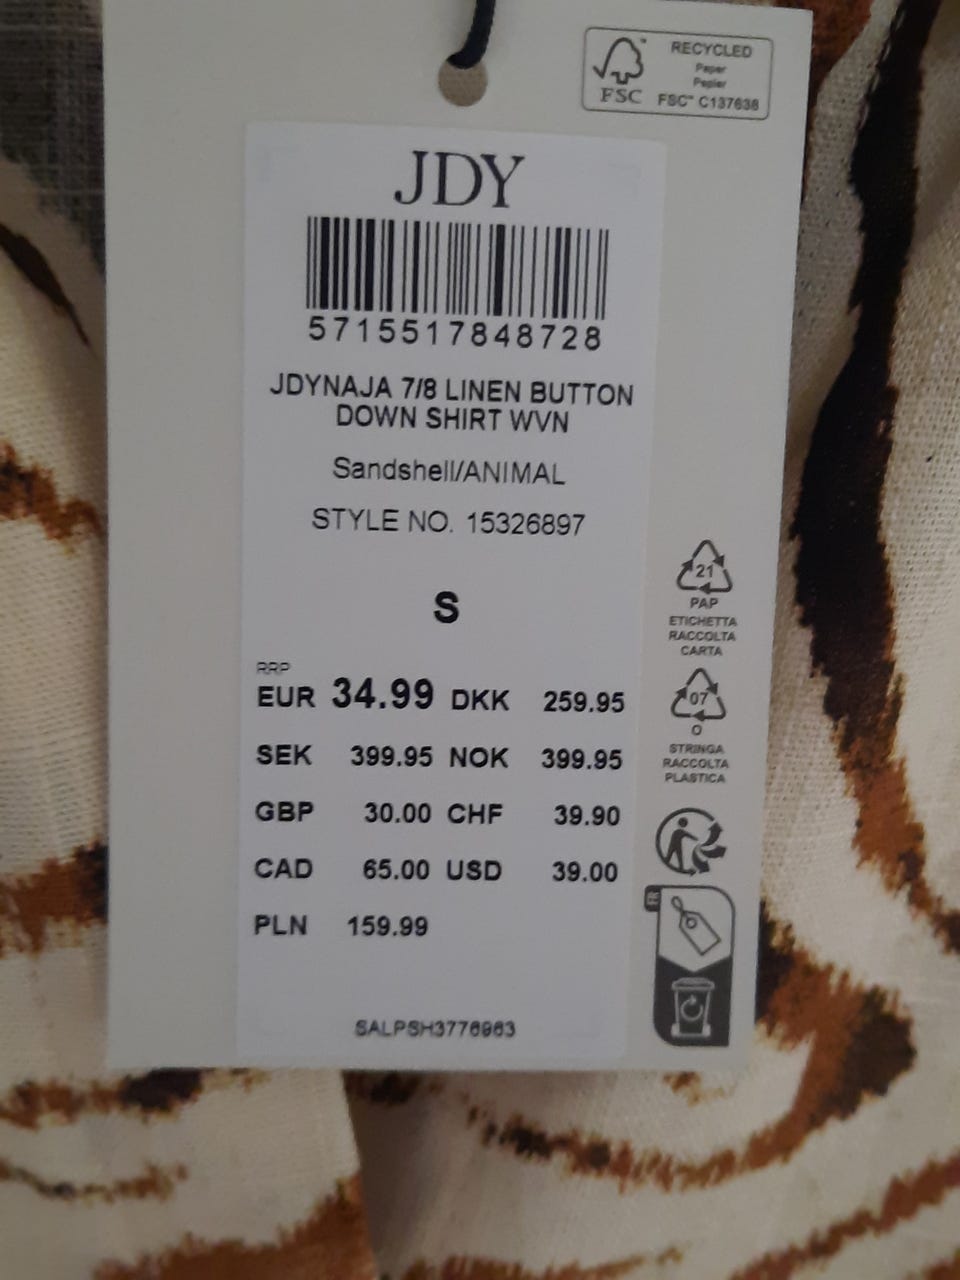 RECYCLED
Paper
Papier
FSC™ C137638
FSC
JDY
5715517848728
JDYNAJA 7/8 LINEN BUTTON
DOWN SHIRT WVN
Sandshell/ANIMAL
STYLE NO. 15326897
S
RRP
EUR 34.99 DKK 259.95
SEK 399.95 NOK 399.95
GBP 30.00 CHF 39.90
CAD 65.00 USD 39.00
PLN 159.99
SALPSH3776963
21
PAP
ETICHETTA
RACCOLTA
CARTA
07
O
STRINGA
RACCOLTA
PLASTICA
FR